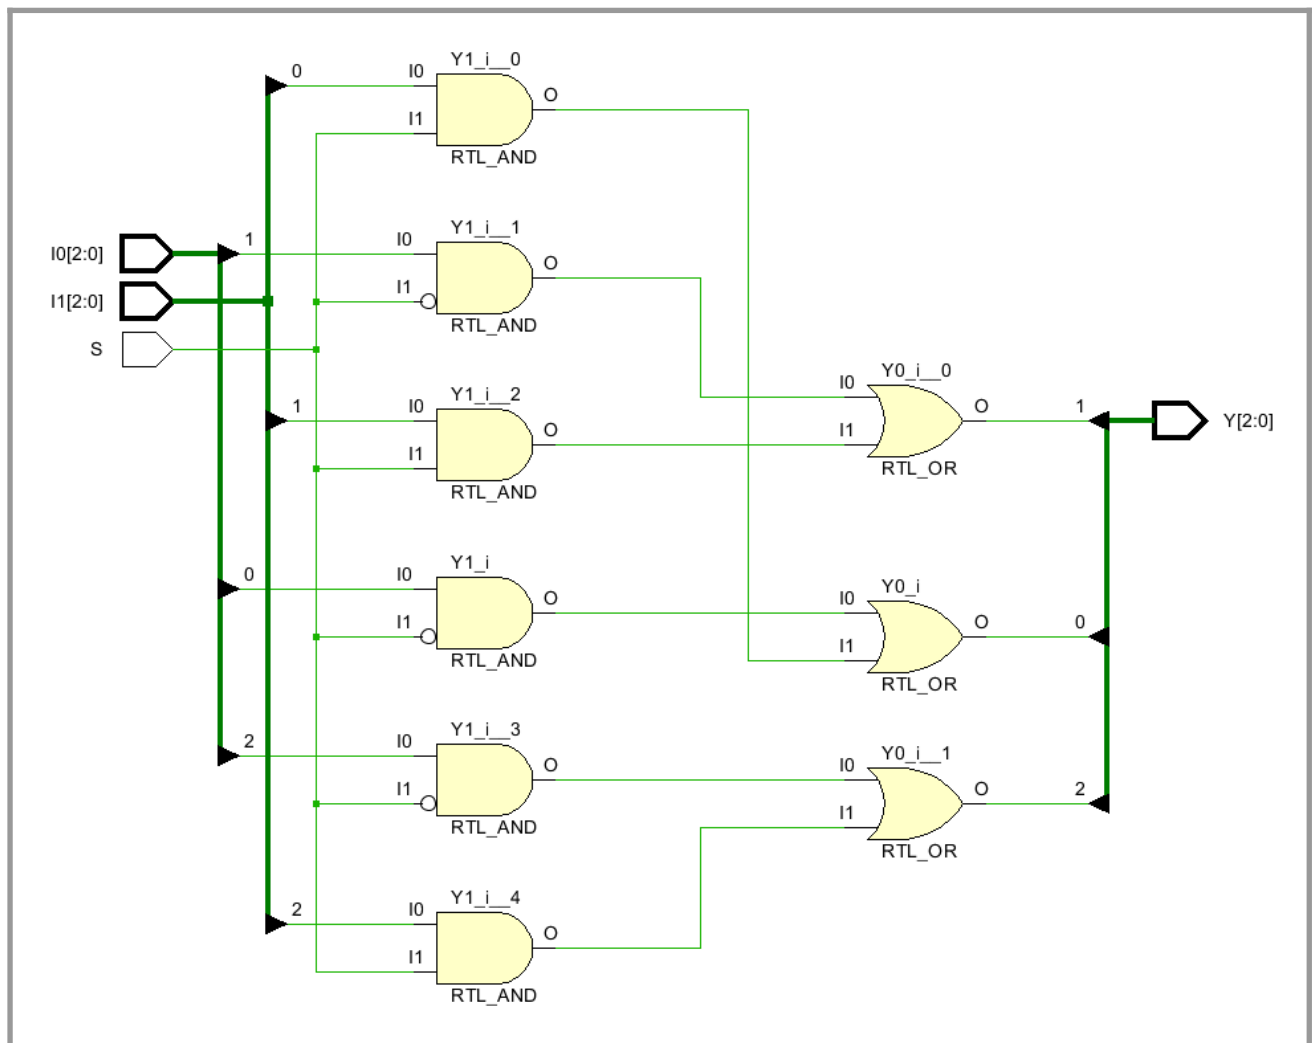 Y1_i__0
0
I0
O
I1
RTL_AND
Y1_i__1
I0[2:0]
1
I0
O
I1[2:0]
I1
RTL_AND
S
Y1_i__2
1
I0
O
I1
RTL_AND
Y0_i__0
I0
O
1
Y[2:0]
I1
RTL_OR
Y1_i
0
I0
O
I1
RTL_AND
Y0_i
I0
O
0
I1
RTL_OR
Y1_i__3
2
I0
O
I1
RTL_AND
Y0_i__1
I0
O
2
I1
RTL_OR
Y1_i__4
2
I0
O
I1
RTL_AND